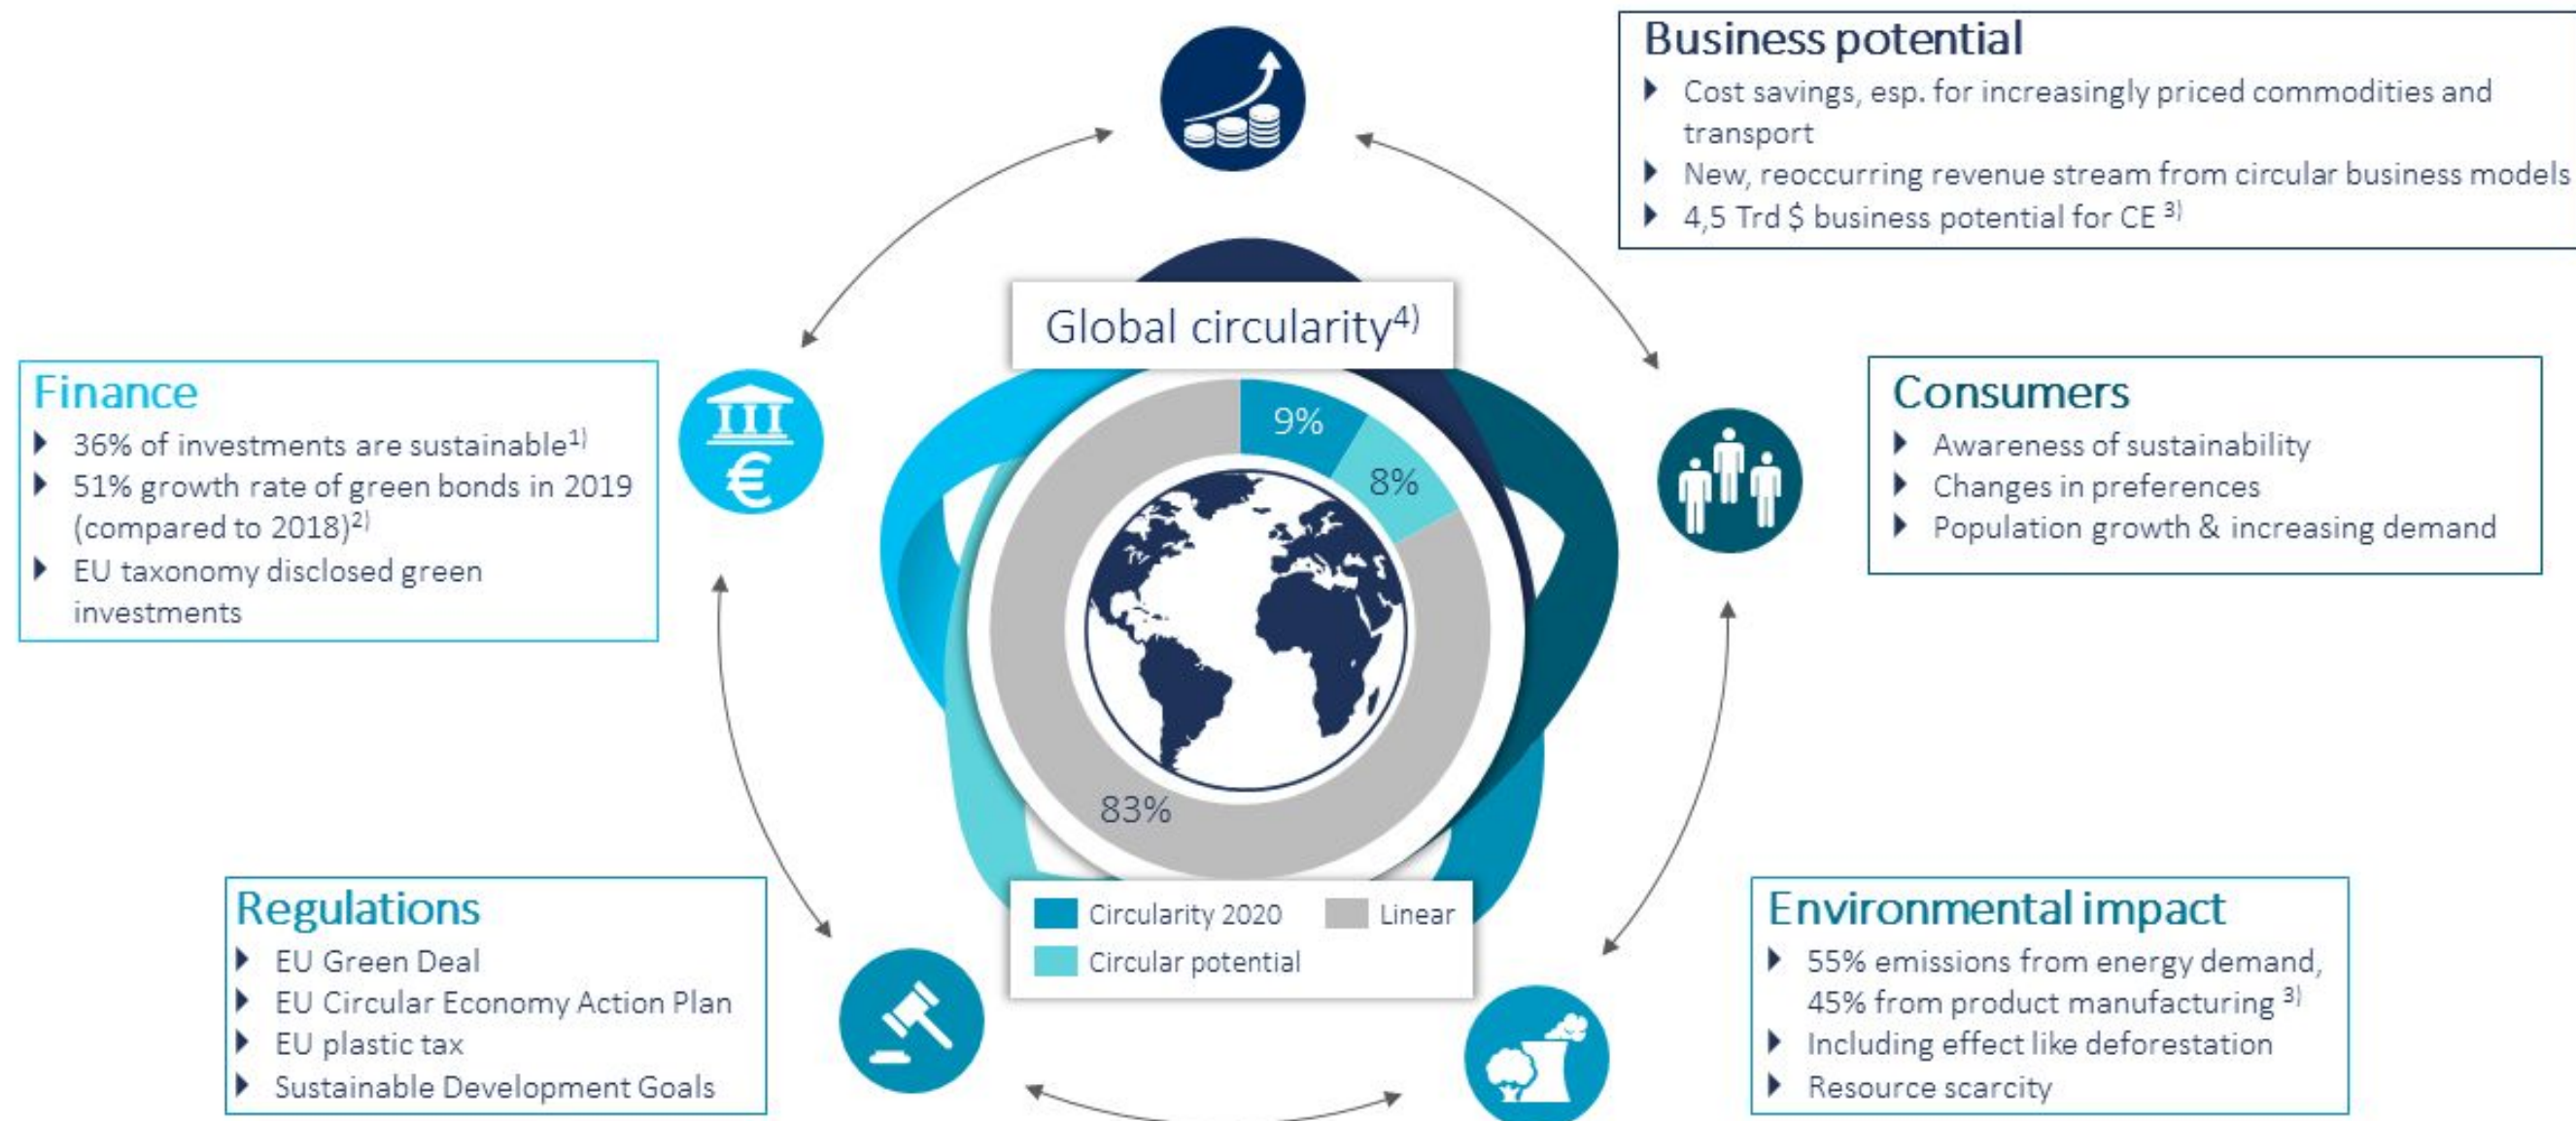 Business potential
Cost savings, esp. for increasingly priced commodities and
transport
New, reoccurring revenue stream from circular business models
4,5 Trd $ business potential for CE 3)
Global circularity4)
9%
8%
83%
Circularity 2020
Linear
Circular potential
Finance
36% of investments are sustainable1)
51% growth rate of green bonds in 2019
(compared to 2018)2)
EU taxonomy disclosed green
investments
€
Consumers
Awareness of sustainability
Changes in preferences
Population growth & increasing demand
Regulations
EU Green Deal
EU Circular Economy Action Plan
EU plastic tax
Sustainable Development Goals
Environmental impact
55% emissions from energy demand,
45% from product manufacturing 3)
Including effect like deforestation
Resource scarcity